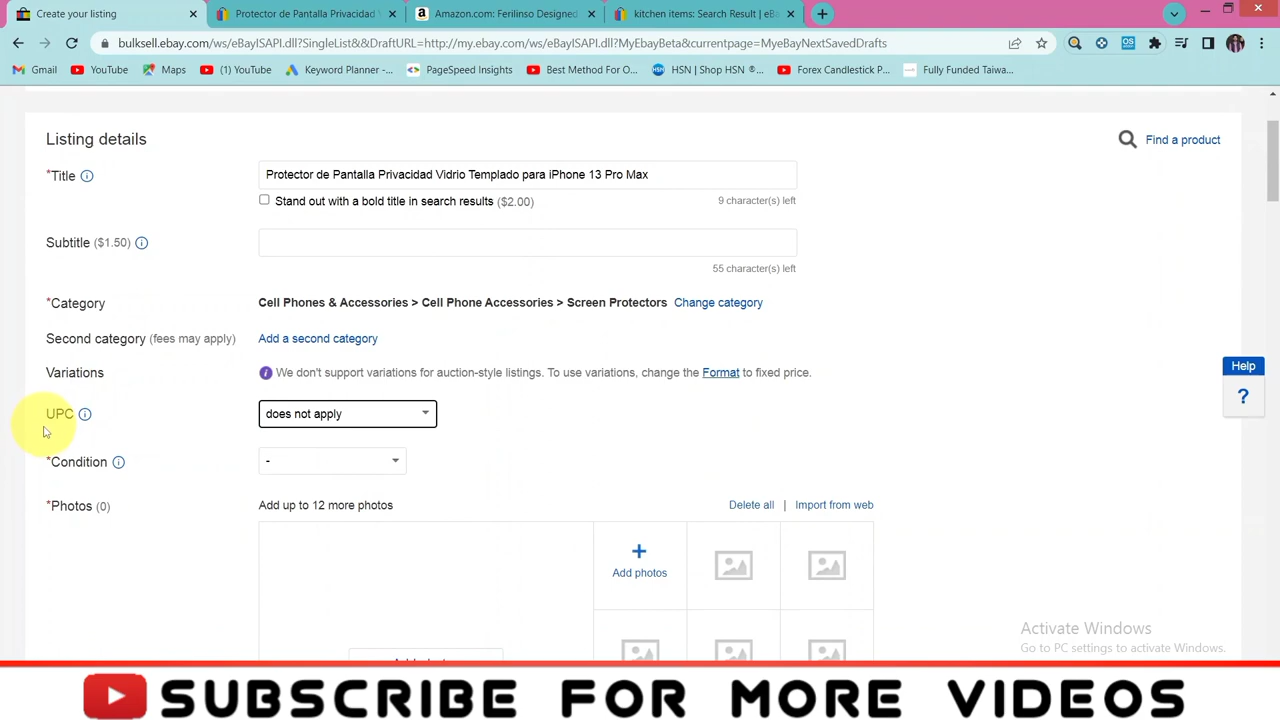 Creating your listing
Protector de Pantalla Privacidad V
Amazon.com: Ferilinso Designed
kitchen items: Search Result | eB
bulksell.ebay.com/ws/eBayISAPI.dll?SingleList&&DraftURL=http://my.ebay.com/ws/eBayISAPI.dll?MyEbayBeta&currentpage=MyeBayNextSavedDrafts
Gmail
YouTube
Maps
(1) YouTube
Keyword Planner -...
PageSpeed Insights
Best Method For O...
HSN | Shop HSN ®...
Forex Candlestick P...
Fully Funded Taiwa...
Listing details
Find a product
*Title
Protector de Pantalla Privacidad Vidrio Templado para iPhone 13 Pro Max
Stand out with a bold title in search results ($2.00)
9 character(s) left
Subtitle ($1.50)
55 character(s) left
*Category
Cell Phones & Accessories > Cell Phone Accessories > Screen Protectors Change category
Second category (fees may apply)
Add a second category
Variations
We don't support variations for auction-style listings. To use variations, change the Format to fixed price.
Help
?
UPC
does not apply
*Condition
-
*Photos (0)
Add up to 12 more photos
Delete all | Import from web
+
Add photos
Activate Windows
Go to PC settings to activate Windows.
SUBSCRIBE FOR MORE VIDEOS